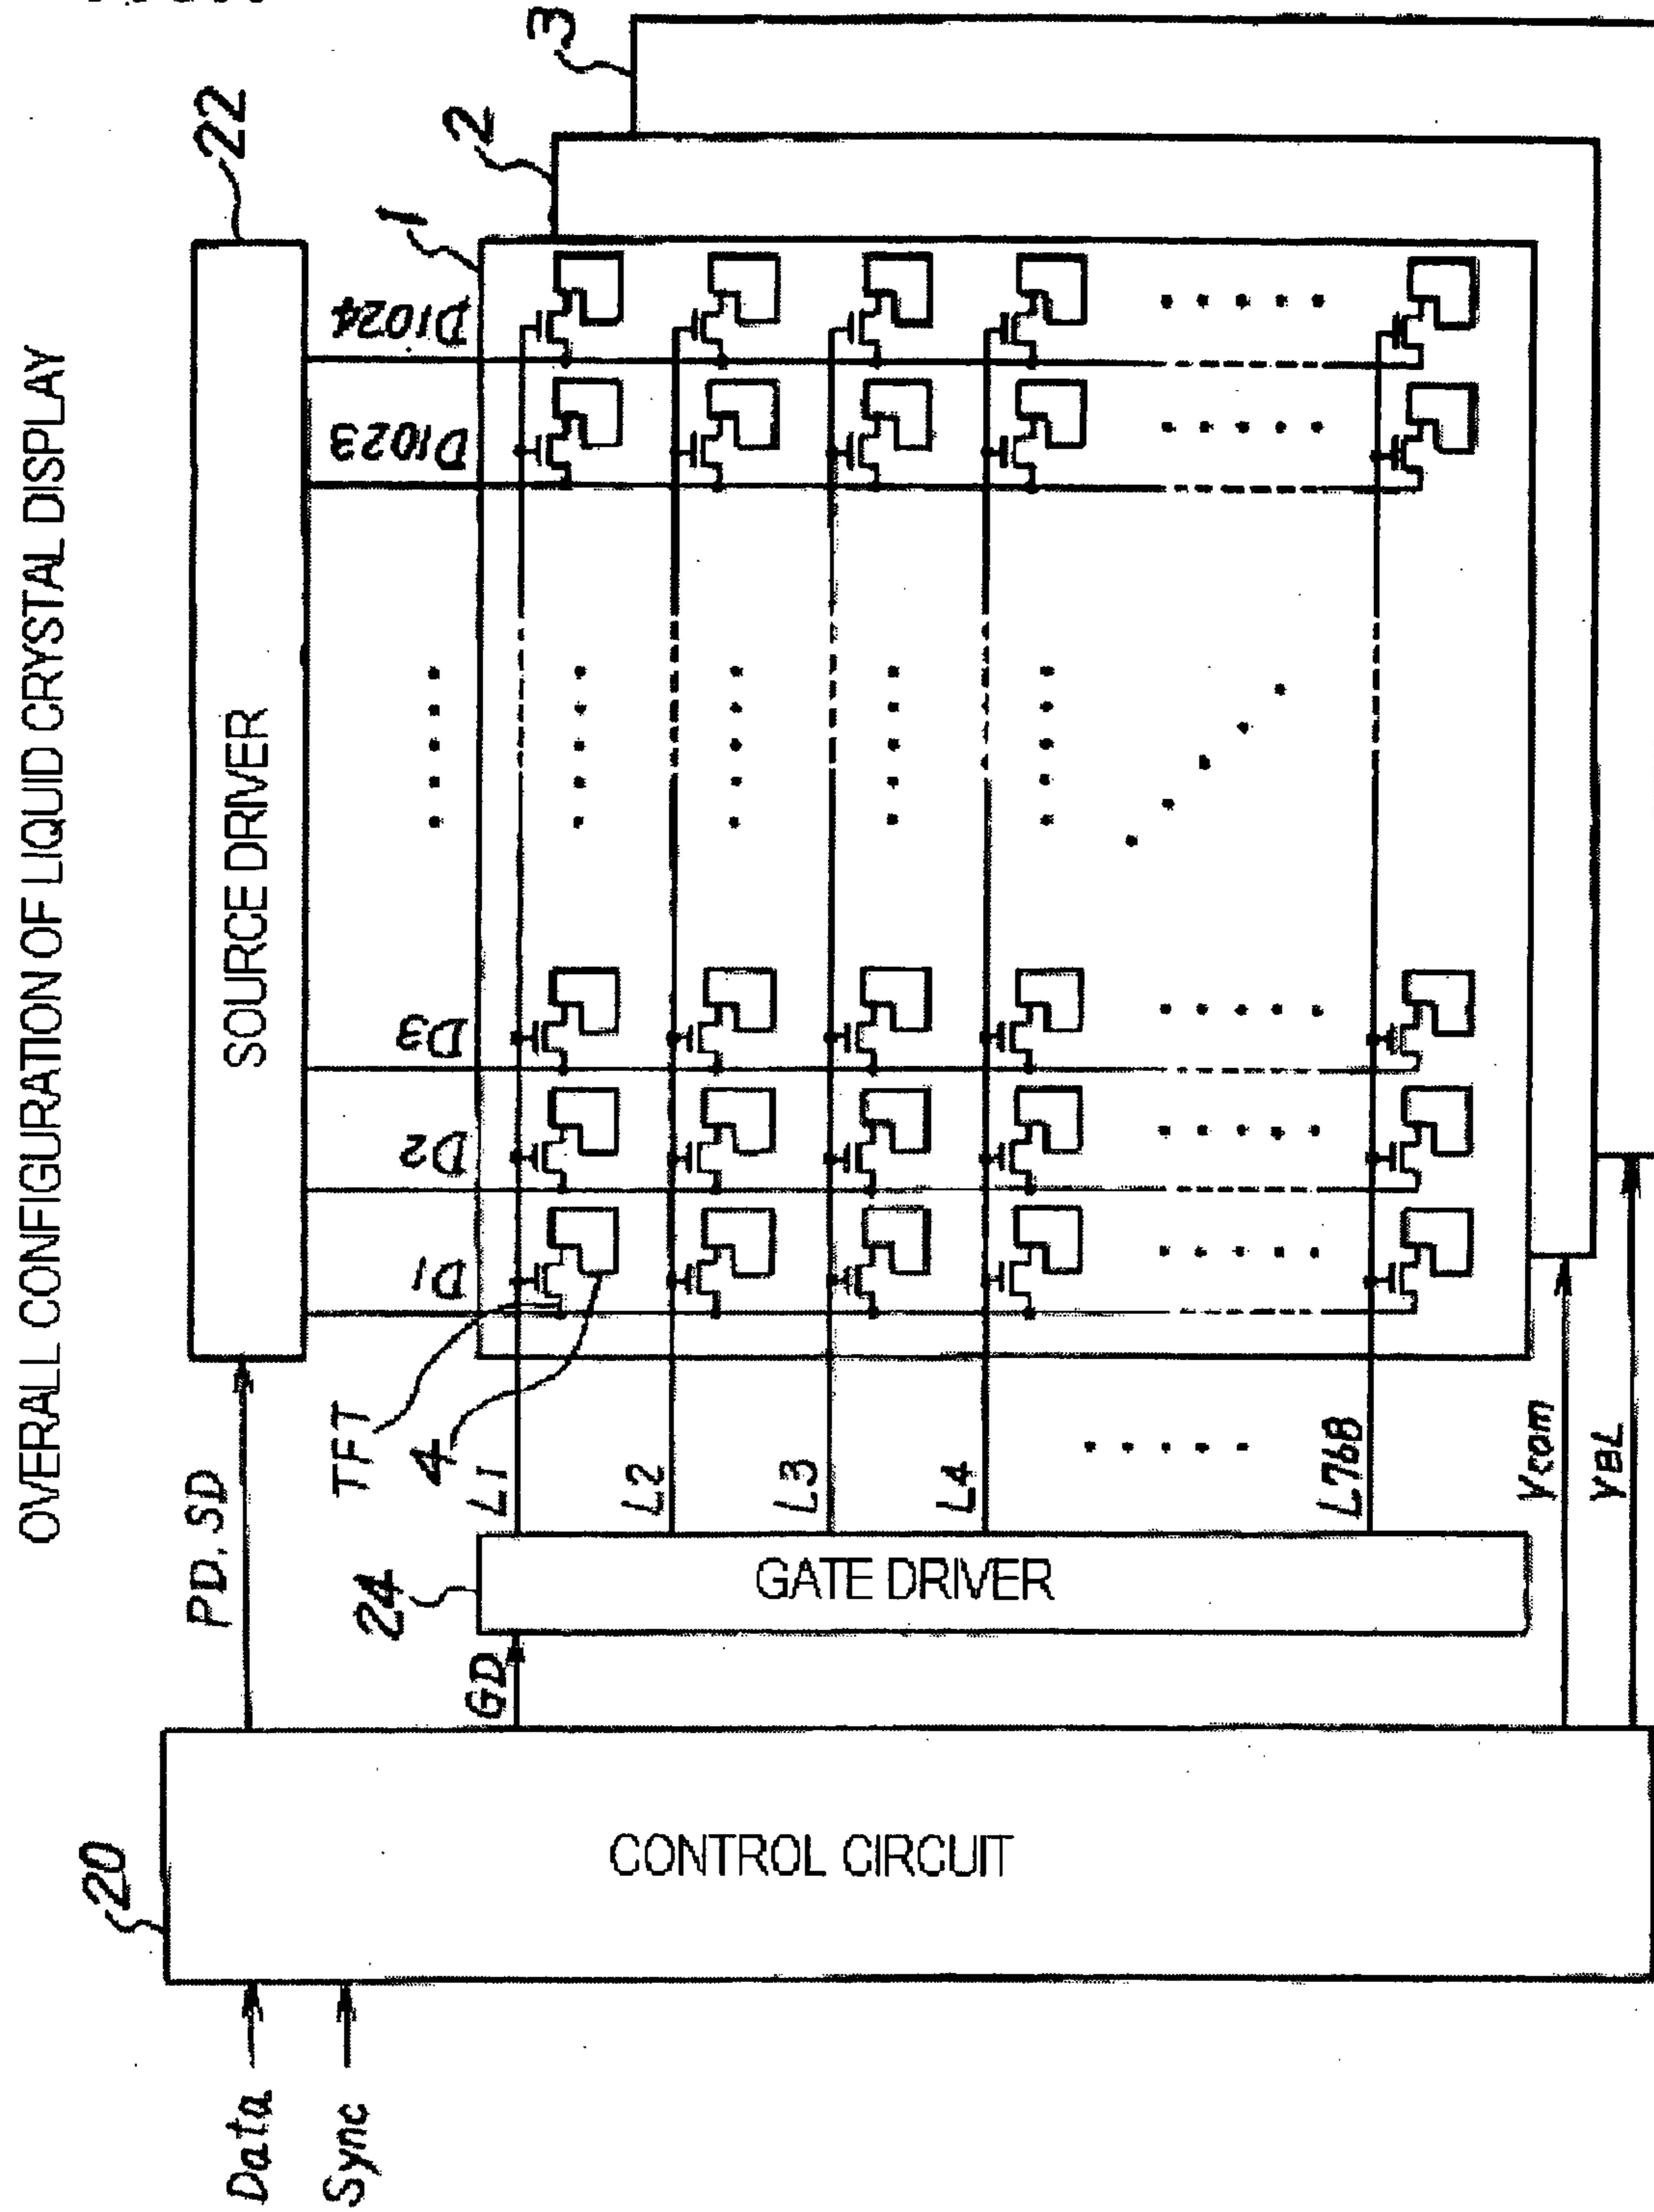 OVERALL CONFIGURATION OF LIQUID CRYSTAL DISPLAY
20
Data
Sync
CONTROL CIRCUIT
PD, SD
SOURCE DRIVER
22
GD
24
GATE DRIVER
TFT
4
D1
D2
D3
D1023
D1024
1
2
3
L1
L2
L3
L4
L768
Vcom
VBL